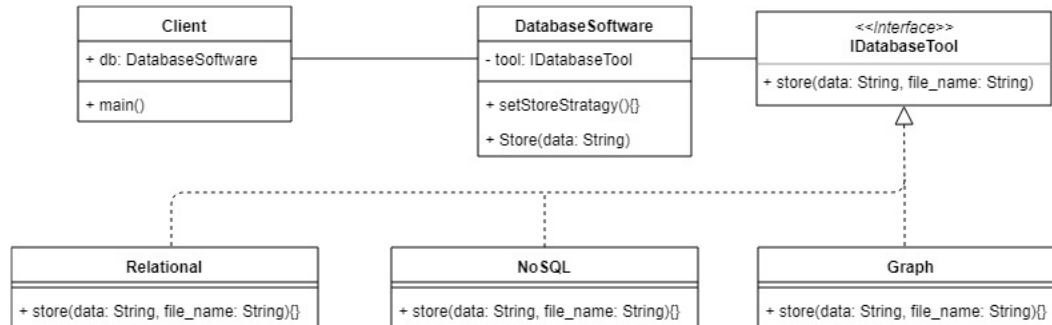 Client
+ db: DatabaseSoftware
+ main()
DatabaseSoftware
- tool: IDatabaseTool
+ setStoreStratagy(){}
+ Store(data: String)
<<Interface>>
IDatabaseTool
+ store(data: String, file_name: String)
Relational
+ store(data: String, file_name: String){}
NoSQL
+ store(data: String, file_name: String){}
Graph
+ store(data: String, file_name: String){}